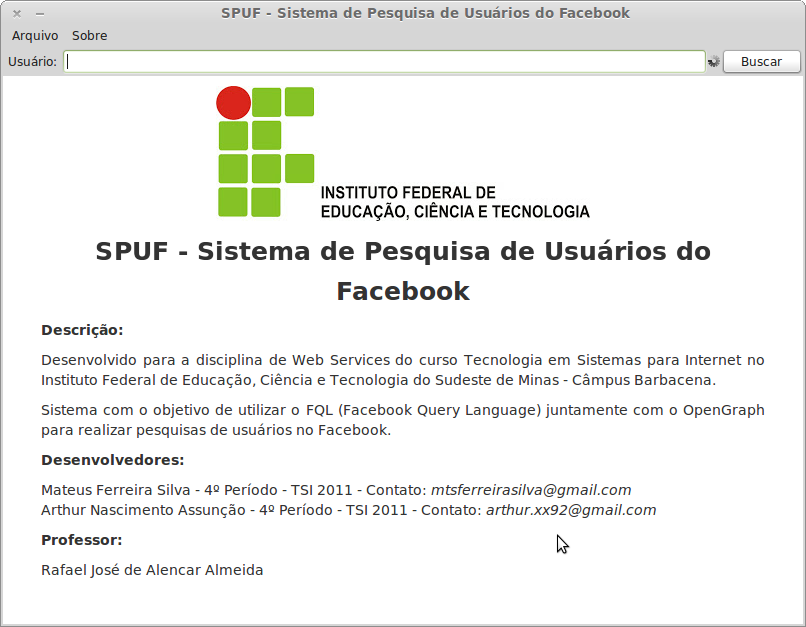 SPUF - Sistema de Pesquisa de Usuários do Facebook
Arquivo Sobre
Usuário: Buscar
INSTITUTO FEDERAL DE
EDUCAÇÃO, CIÊNCIA E TECNOLOGIA
SPUF - Sistema de Pesquisa de Usuários do
Facebook
Descrição:
Desenvolvido para a disciplina de Web Services do curso Tecnologia em Sistemas para Internet no
Instituto Federal de Educação, Ciência e Tecnologia do Sudeste de Minas - Câmpus Barbacena.
Sistema com o objetivo de utilizar o FQL (Facebook Query Language) juntamente com o OpenGraph
para realizar pesquisas de usuários no Facebook.
Desenvolvedores:
Mateus Ferreira Silva - 4º Período - TSI 2011 - Contato: mtsferreirasilva@gmail.com
Arthur Nascimento Assunção - 4º Período - TSI 2011 - Contato: arthur.xx92@gmail.com
Professor:
Rafael José de Alencar Almeida